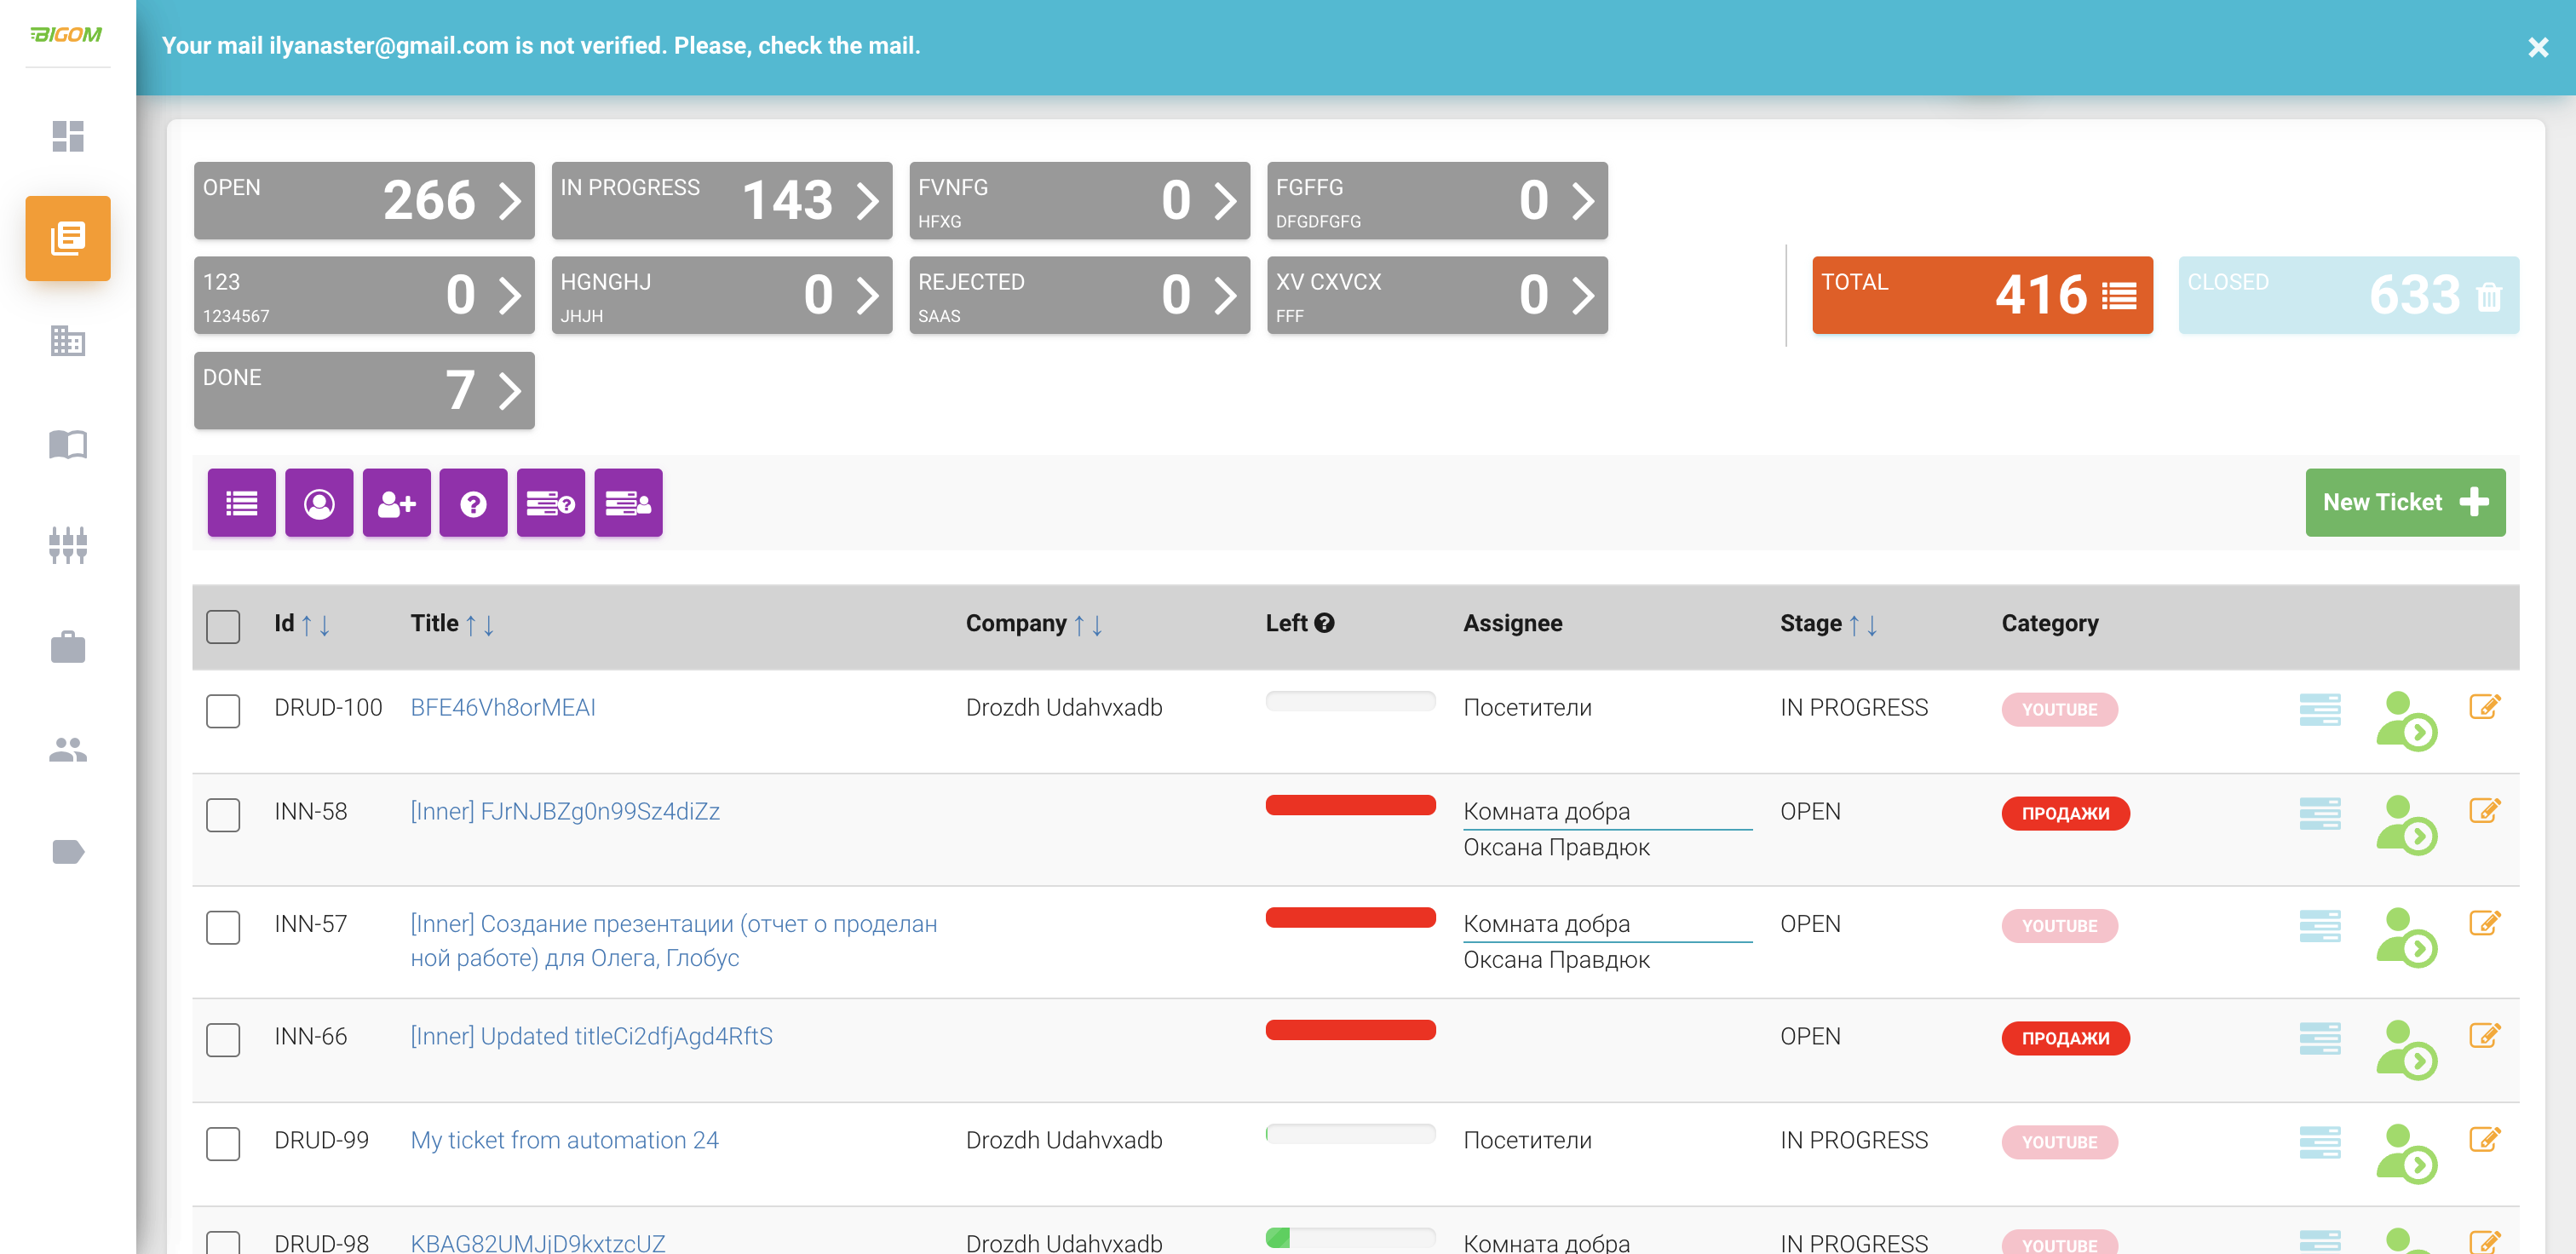 BIGOM
Your mail ilyanaster@gmail.com is not verified. Please, check the mail.
OPEN 266
IN PROGRESS 143
FVNFG 0
HFXG
FGFFG 0
DFGDFGFG
123 0
1234567
HGNGHJ 0
JHJH
REJECTED 0
SAAS
XV CXVCX 0
FFF
TOTAL 416
CLOSED 633
DONE 7
New Ticket
Id Title Company Left Assignee Stage Category
DRUD-100 BFE46Vh8orMEAI Drozdh Udahvxadb Посетители IN PROGRESS YOUTUBE
INN-58 [Inner] FJrNJBZg0n99Sz4diZz Комната добра OPEN ПРОДАЖИ
Оксана Правдюк
INN-57 [Inner] Создание презентации (отчет о проделан Комната добра OPEN YOUTUBE
ной работе) для Олега, Глобус Оксана Правдюк
INN-66 [Inner] Updated titleCi2dfjAgd4RftS OPEN ПРОДАЖИ
DRUD-99 My ticket from automation 24 Drozdh Udahvxadb Посетители IN PROGRESS YOUTUBE
DRUD-98 KBAG82UMJjD9kxtzcUZ Drozdh Udahvxadb Комната добра IN PROGRESS YOUTUBE